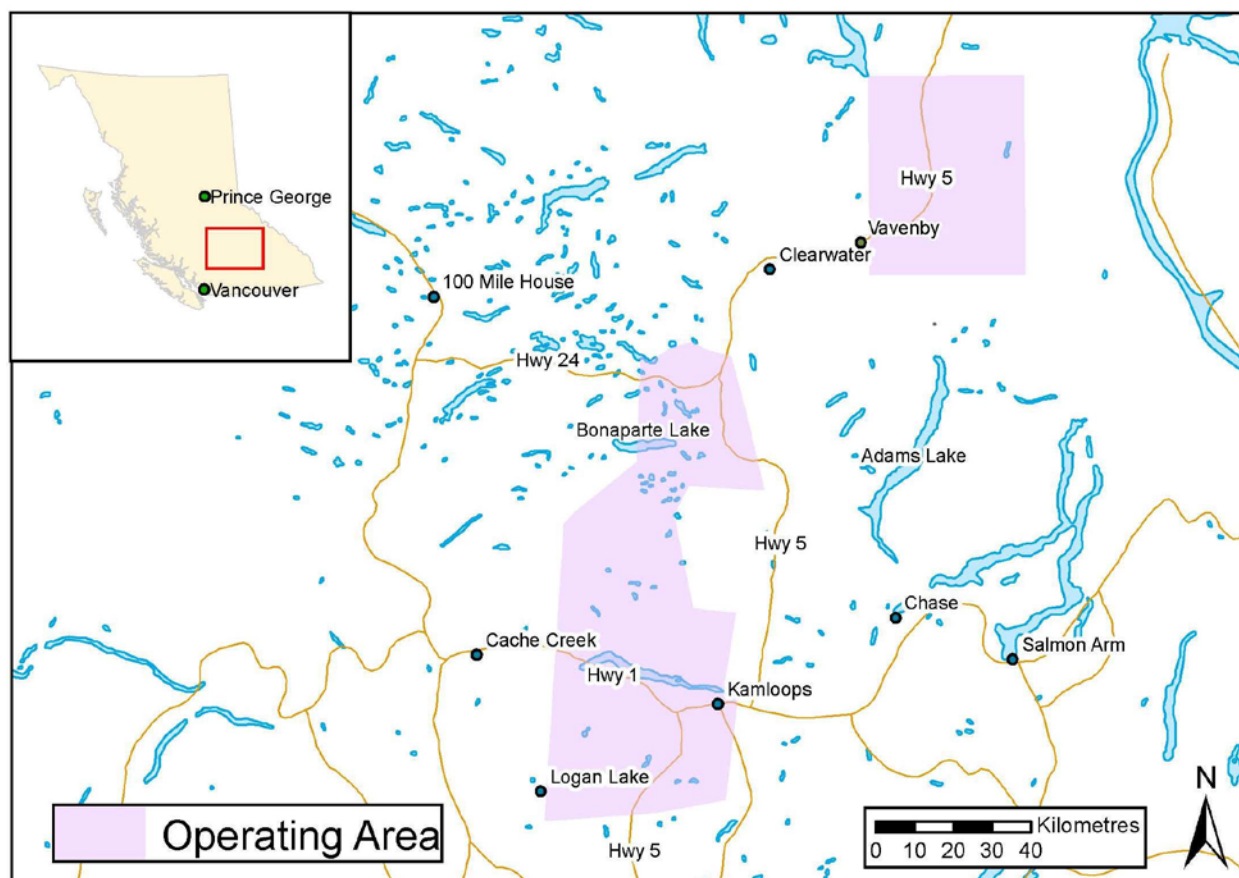 Prince George
Vancouver
Hwy 5
Vavenby
Clearwater
100 Mile House
Hwy 24
Bonaparte Lake
Adams Lake
Hwy 5
Chase
Cache Creek
Salmon Arm
Hwy 1
Kamloops
Logan Lake
N
Operating Area
Hwy 5
Kilometres
0 10 20 30 40